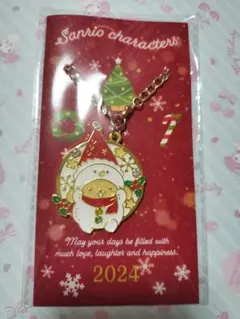 Sanrio characters
May your days be filled with
much love, laughter and happiness!
2024